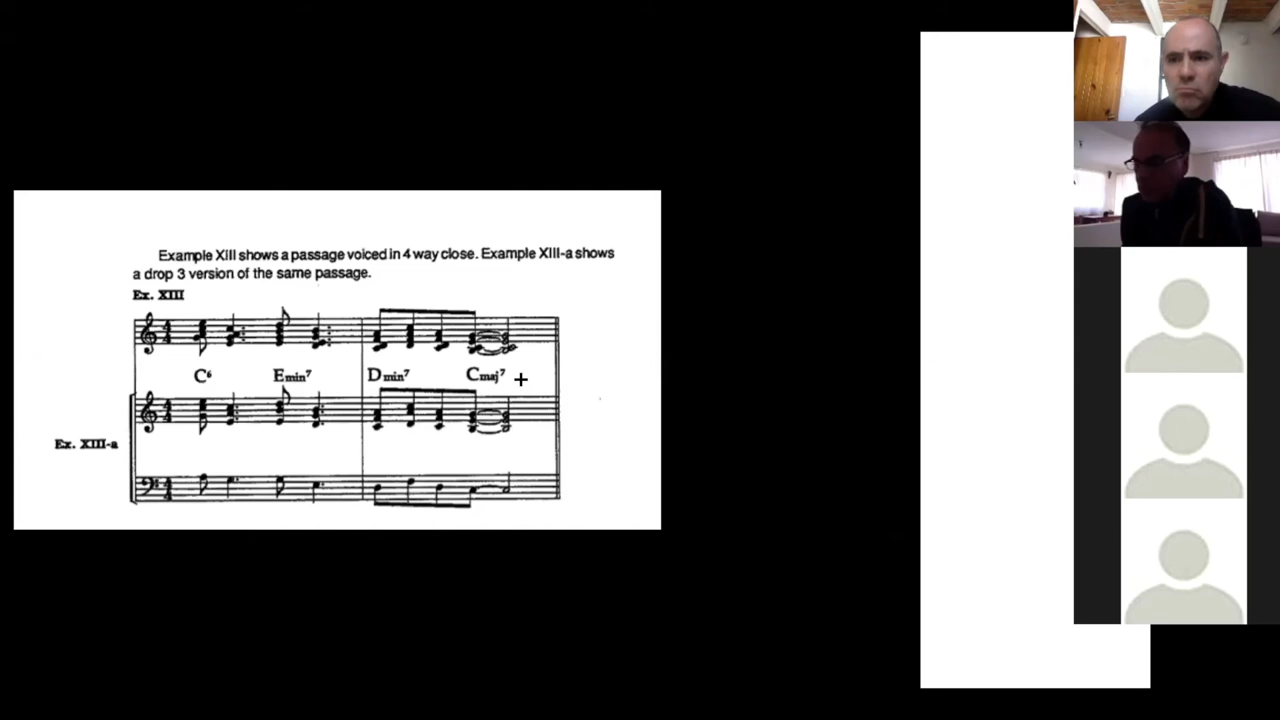 Example XIII shows a passage voiced in 4 way close. Example XIII-a shows
a drop 3 version of the same passage.
Ex. XIII
C⁶ Emin⁷ Dmin⁷ Cmaj⁷
Ex. XIII-a